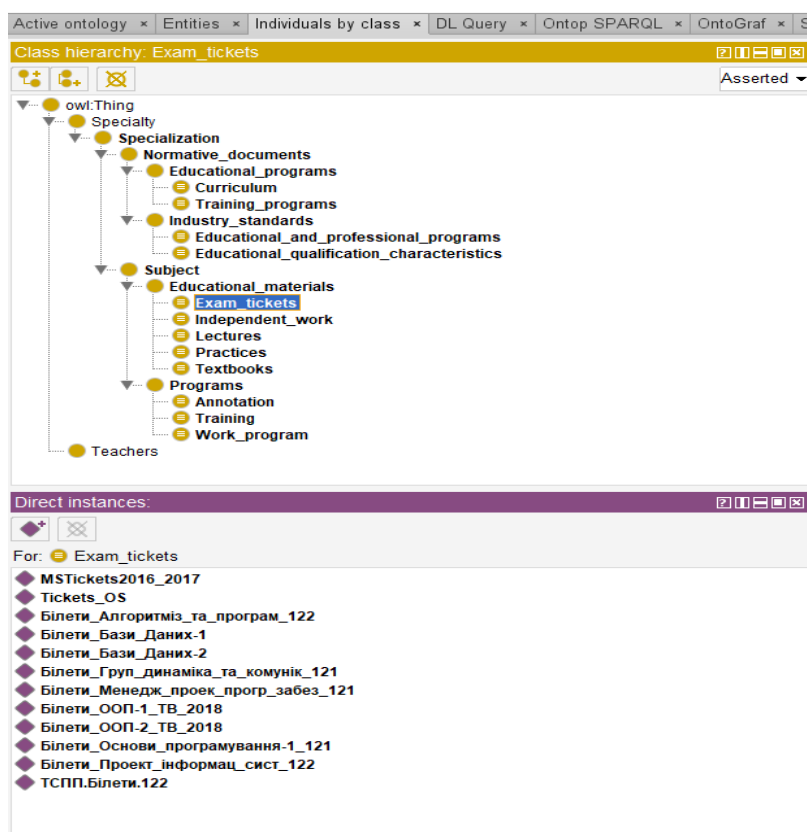 Active ontology × Entities × Individuals by class × DL Query × Ontop SPARQL × OntoGraf × S
Class hierarchy: Exam_tickets
Asserted
owl:Thing
Specialty
Specialization
Normative_documents
Educational_programs
Curriculum
Training_programs
Industry_standards
Educational_and_professional_programs
Educational_qualification_characteristics
Subject
Educational_materials
Exam_tickets
Independent_work
Lectures
Practices
Textbooks
Programs
Annotation
Training
Work_program
Teachers
Direct instances:
For: Exam_tickets
MSTickets2016_2017
Tickets_OS
Білети_Алгоритміз_та_програм_122
Білети_Бази_Даних-1
Білети_Бази_Даних-2
Білети_Груп_динаміка_та_комунік_121
Білети_Менедж_проек_прогр_забез_121
Білети_ООП-1_ТВ_2018
Білети_ООП-2_ТВ_2018
Білети_Основи_програмування-1_121
Білети_Проект_інформац_сист_122
ТСПП.Білети.122